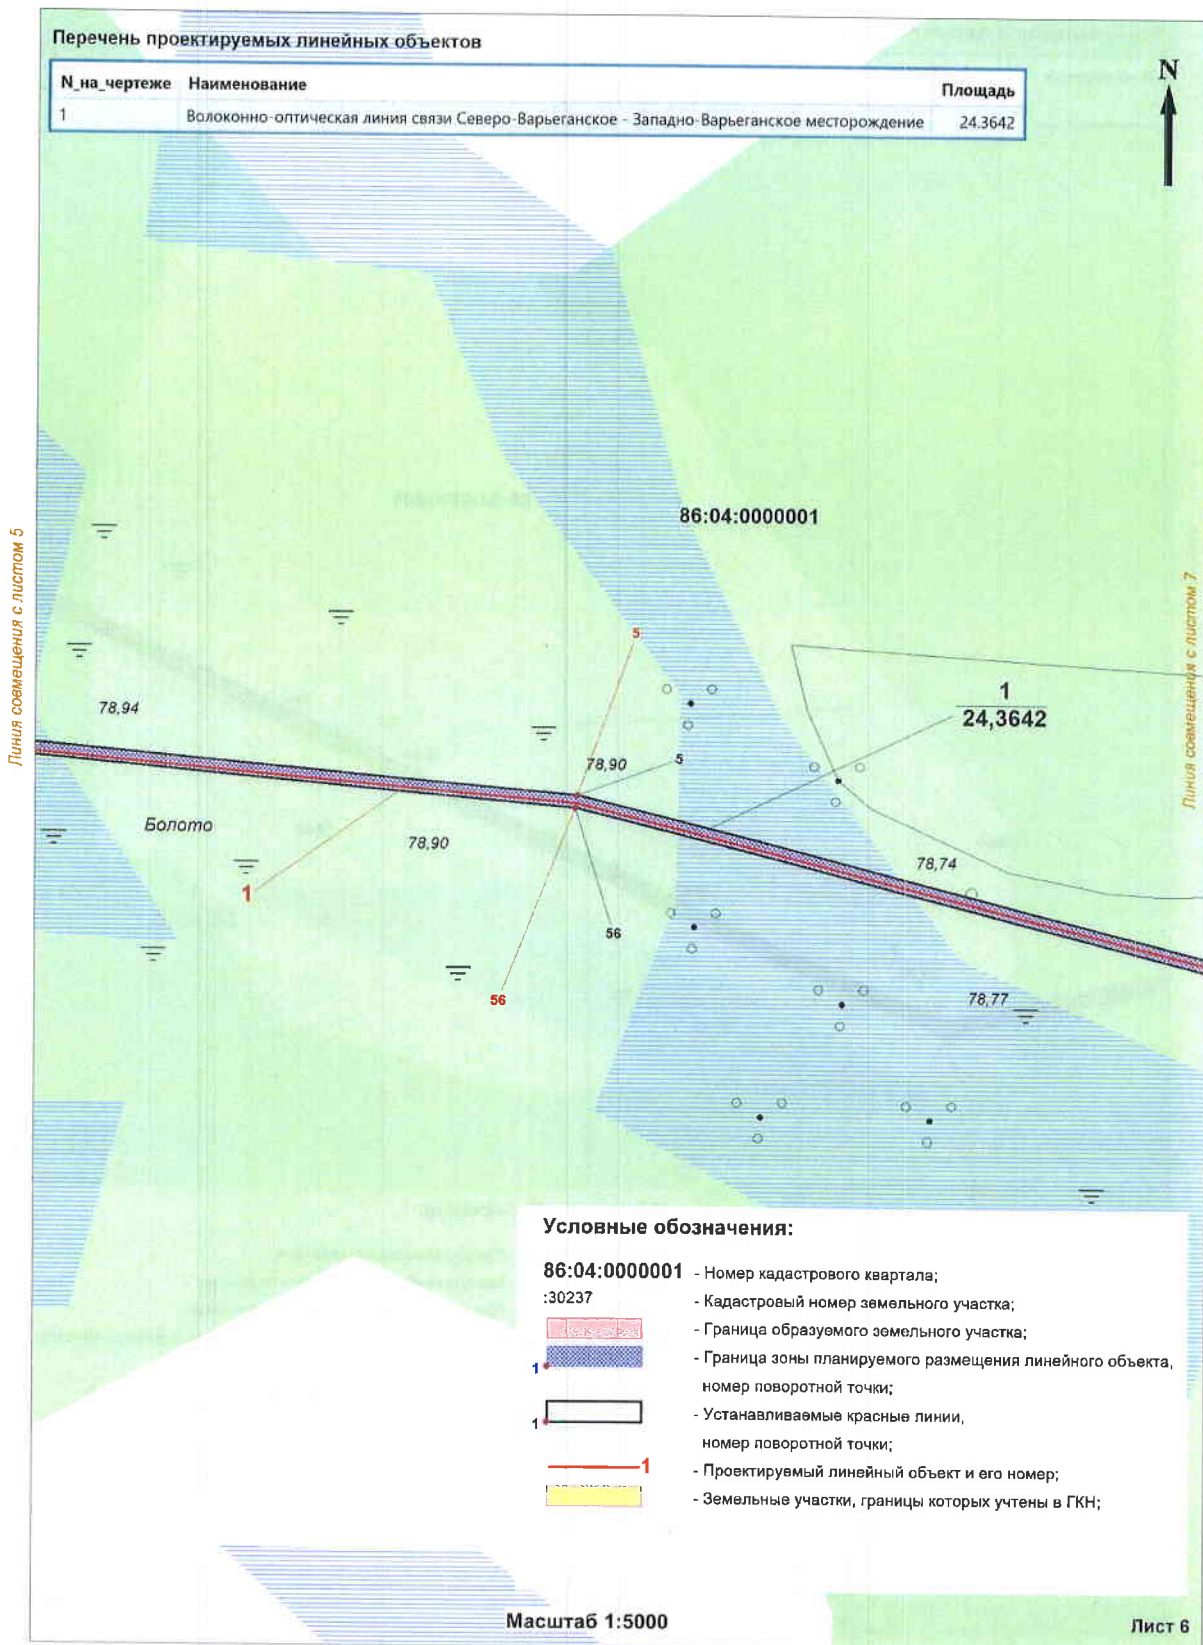 Перечень проектируемых линейных объектов
N_на_чертеже Наименование Площадь
1 Волоконно-оптическая линия связи Северо-Варьеганское - Западно-Варьеганское месторождение 24.3642
N
86:04:0000001
Линия совмещения с листом 5
Линия совмещения с листом 7
5
1
24,3642
78,94
78,90
5
Болото
78,90
78,74
1
56
56
78,77
Условные обозначения:
86:04:0000001 - Номер кадастрового квартала;
:30237 - Кадастровый номер земельного участка;
- Граница образуемого земельного участка;
1 - Граница зоны планируемого размещения линейного объекта,
номер поворотной точки;
1 - Устанавливаемые красные линии,
номер поворотной точки;
1 - Проектируемый линейный объект и его номер;
- Земельные участки, границы которых учтены в ГКН;
Масштаб 1:5000
Лист 6